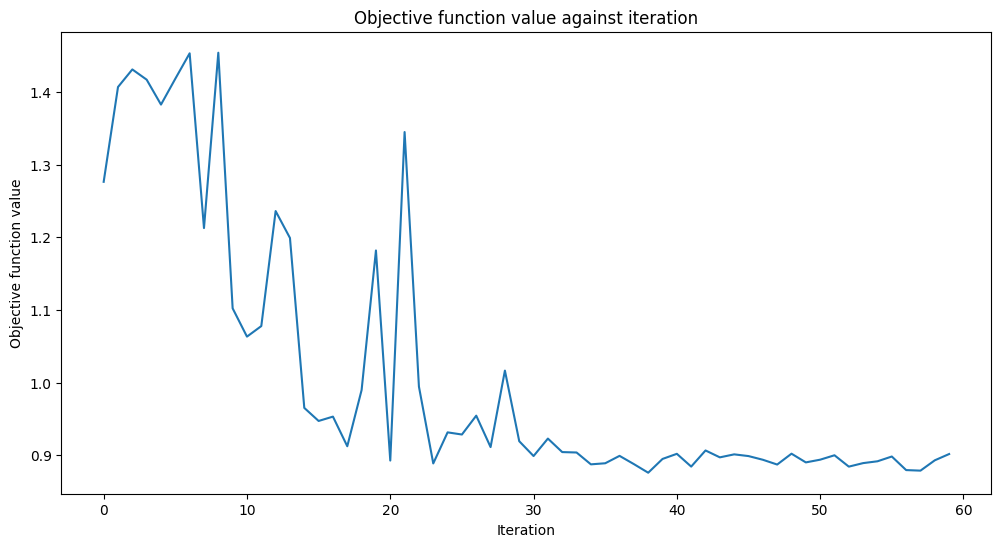 Objective function value against iteration
Objective function value
1.4
1.3
1.2
1.1
1.0
0.9
0 10 20 30 40 50 60
Iteration